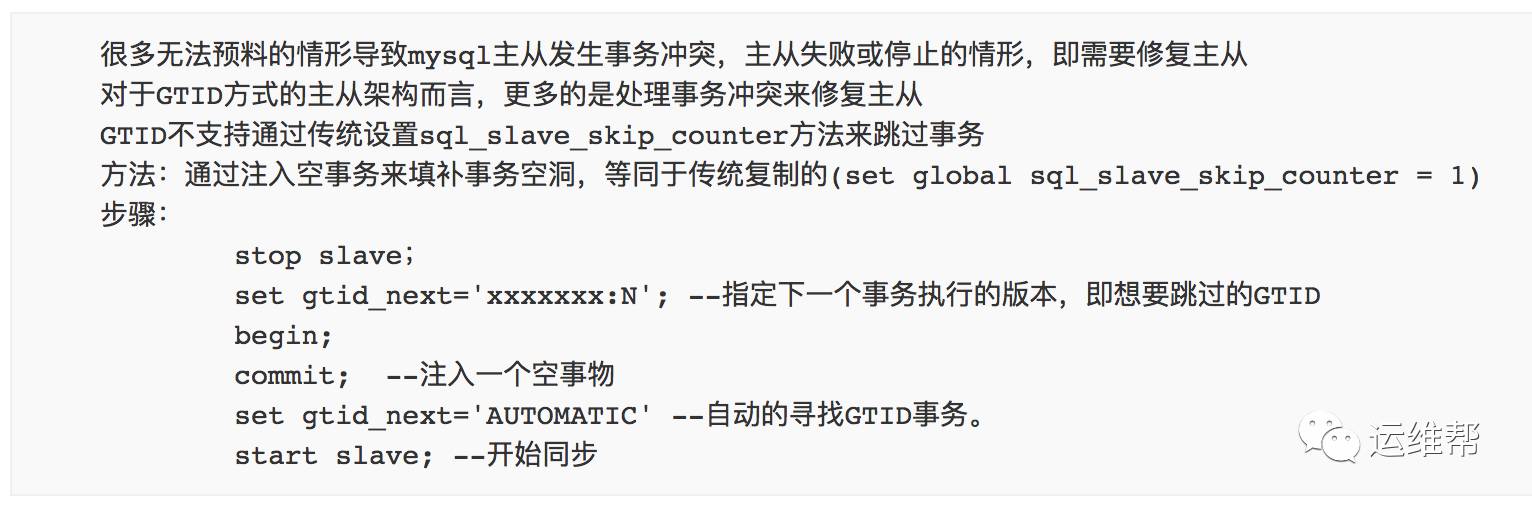 很多无法预料的情形导致mysql主从发生事务冲突，主从失败或停止的情形，即需要修复主从
对于GTID方式的主从架构而言，更多的是处理事务冲突来修复主从
GTID不支持通过传统设置sql_slave_skip_counter方法来跳过事务
方法：通过注入空事务来填补事务空洞，等同于传统复制的(set global sql_slave_skip_counter = 1)
步骤：
stop slave；
set gtid_next='xxxxxxx:N'; --指定下一个事务执行的版本，即想要跳过的GTID
begin;
commit; --注入一个空事物
set gtid_next='AUTOMATIC' --自动的寻找GTID事务。
start slave; --开始同步
运维帮